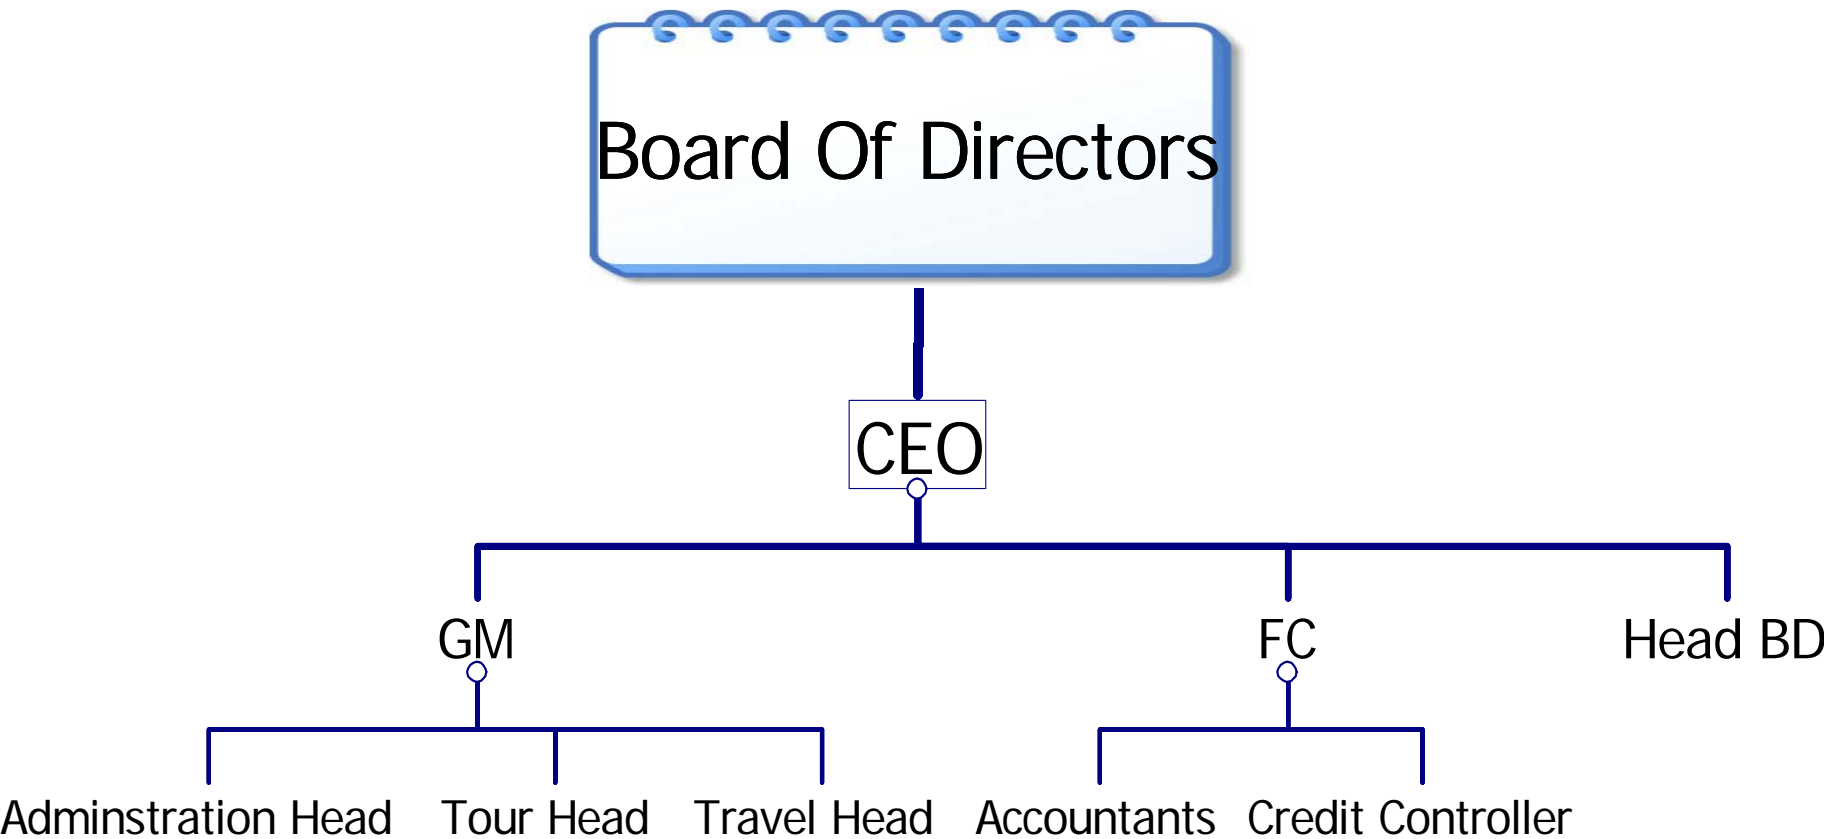 Board Of Directors
CEO
GM
FC
Head BD
Adminstration Head
Tour Head
Travel Head
Accountants
Credit Controller